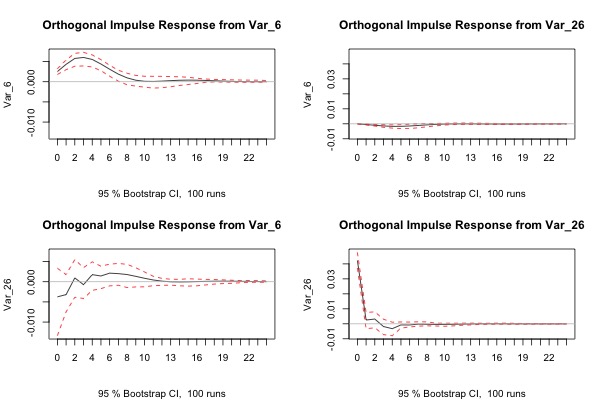 Orthogonal Impulse Response from Var_6
Var_6
0.000
-0.010
0 2 4 6 8 10 13 16 19 22
95 % Bootstrap CI, 100 runs
Orthogonal Impulse Response from Var_26
Var_6
0.03
0.01
-0.01
0 2 4 6 8 10 13 16 19 22
95 % Bootstrap CI, 100 runs
Orthogonal Impulse Response from Var_6
Var_26
0.000
-0.010
0 2 4 6 8 10 13 16 19 22
95 % Bootstrap CI, 100 runs
Orthogonal Impulse Response from Var_26
Var_26
0.03
0.01
-0.01
0 2 4 6 8 10 13 16 19 22
95 % Bootstrap CI, 100 runs